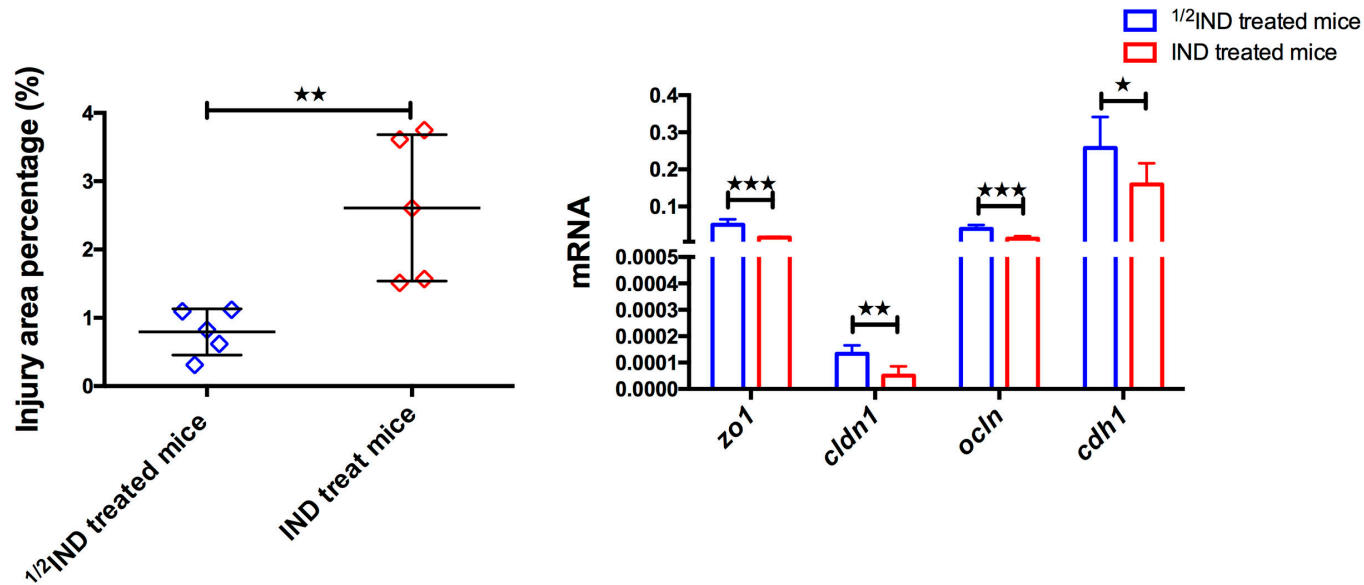 ¹/²IND treated mice
IND treated mice
Injury area percentage (%)
★★
4
3
2
1
0
¹/²IND treated mice
IND treat mice
mRNA
0.4
0.3
0.2
0.1
0.0005
0.0004
0.0003
0.0002
0.0001
0.0000
★★★
★★
★★★
★
zo1
cldn1
ocln
cdh1